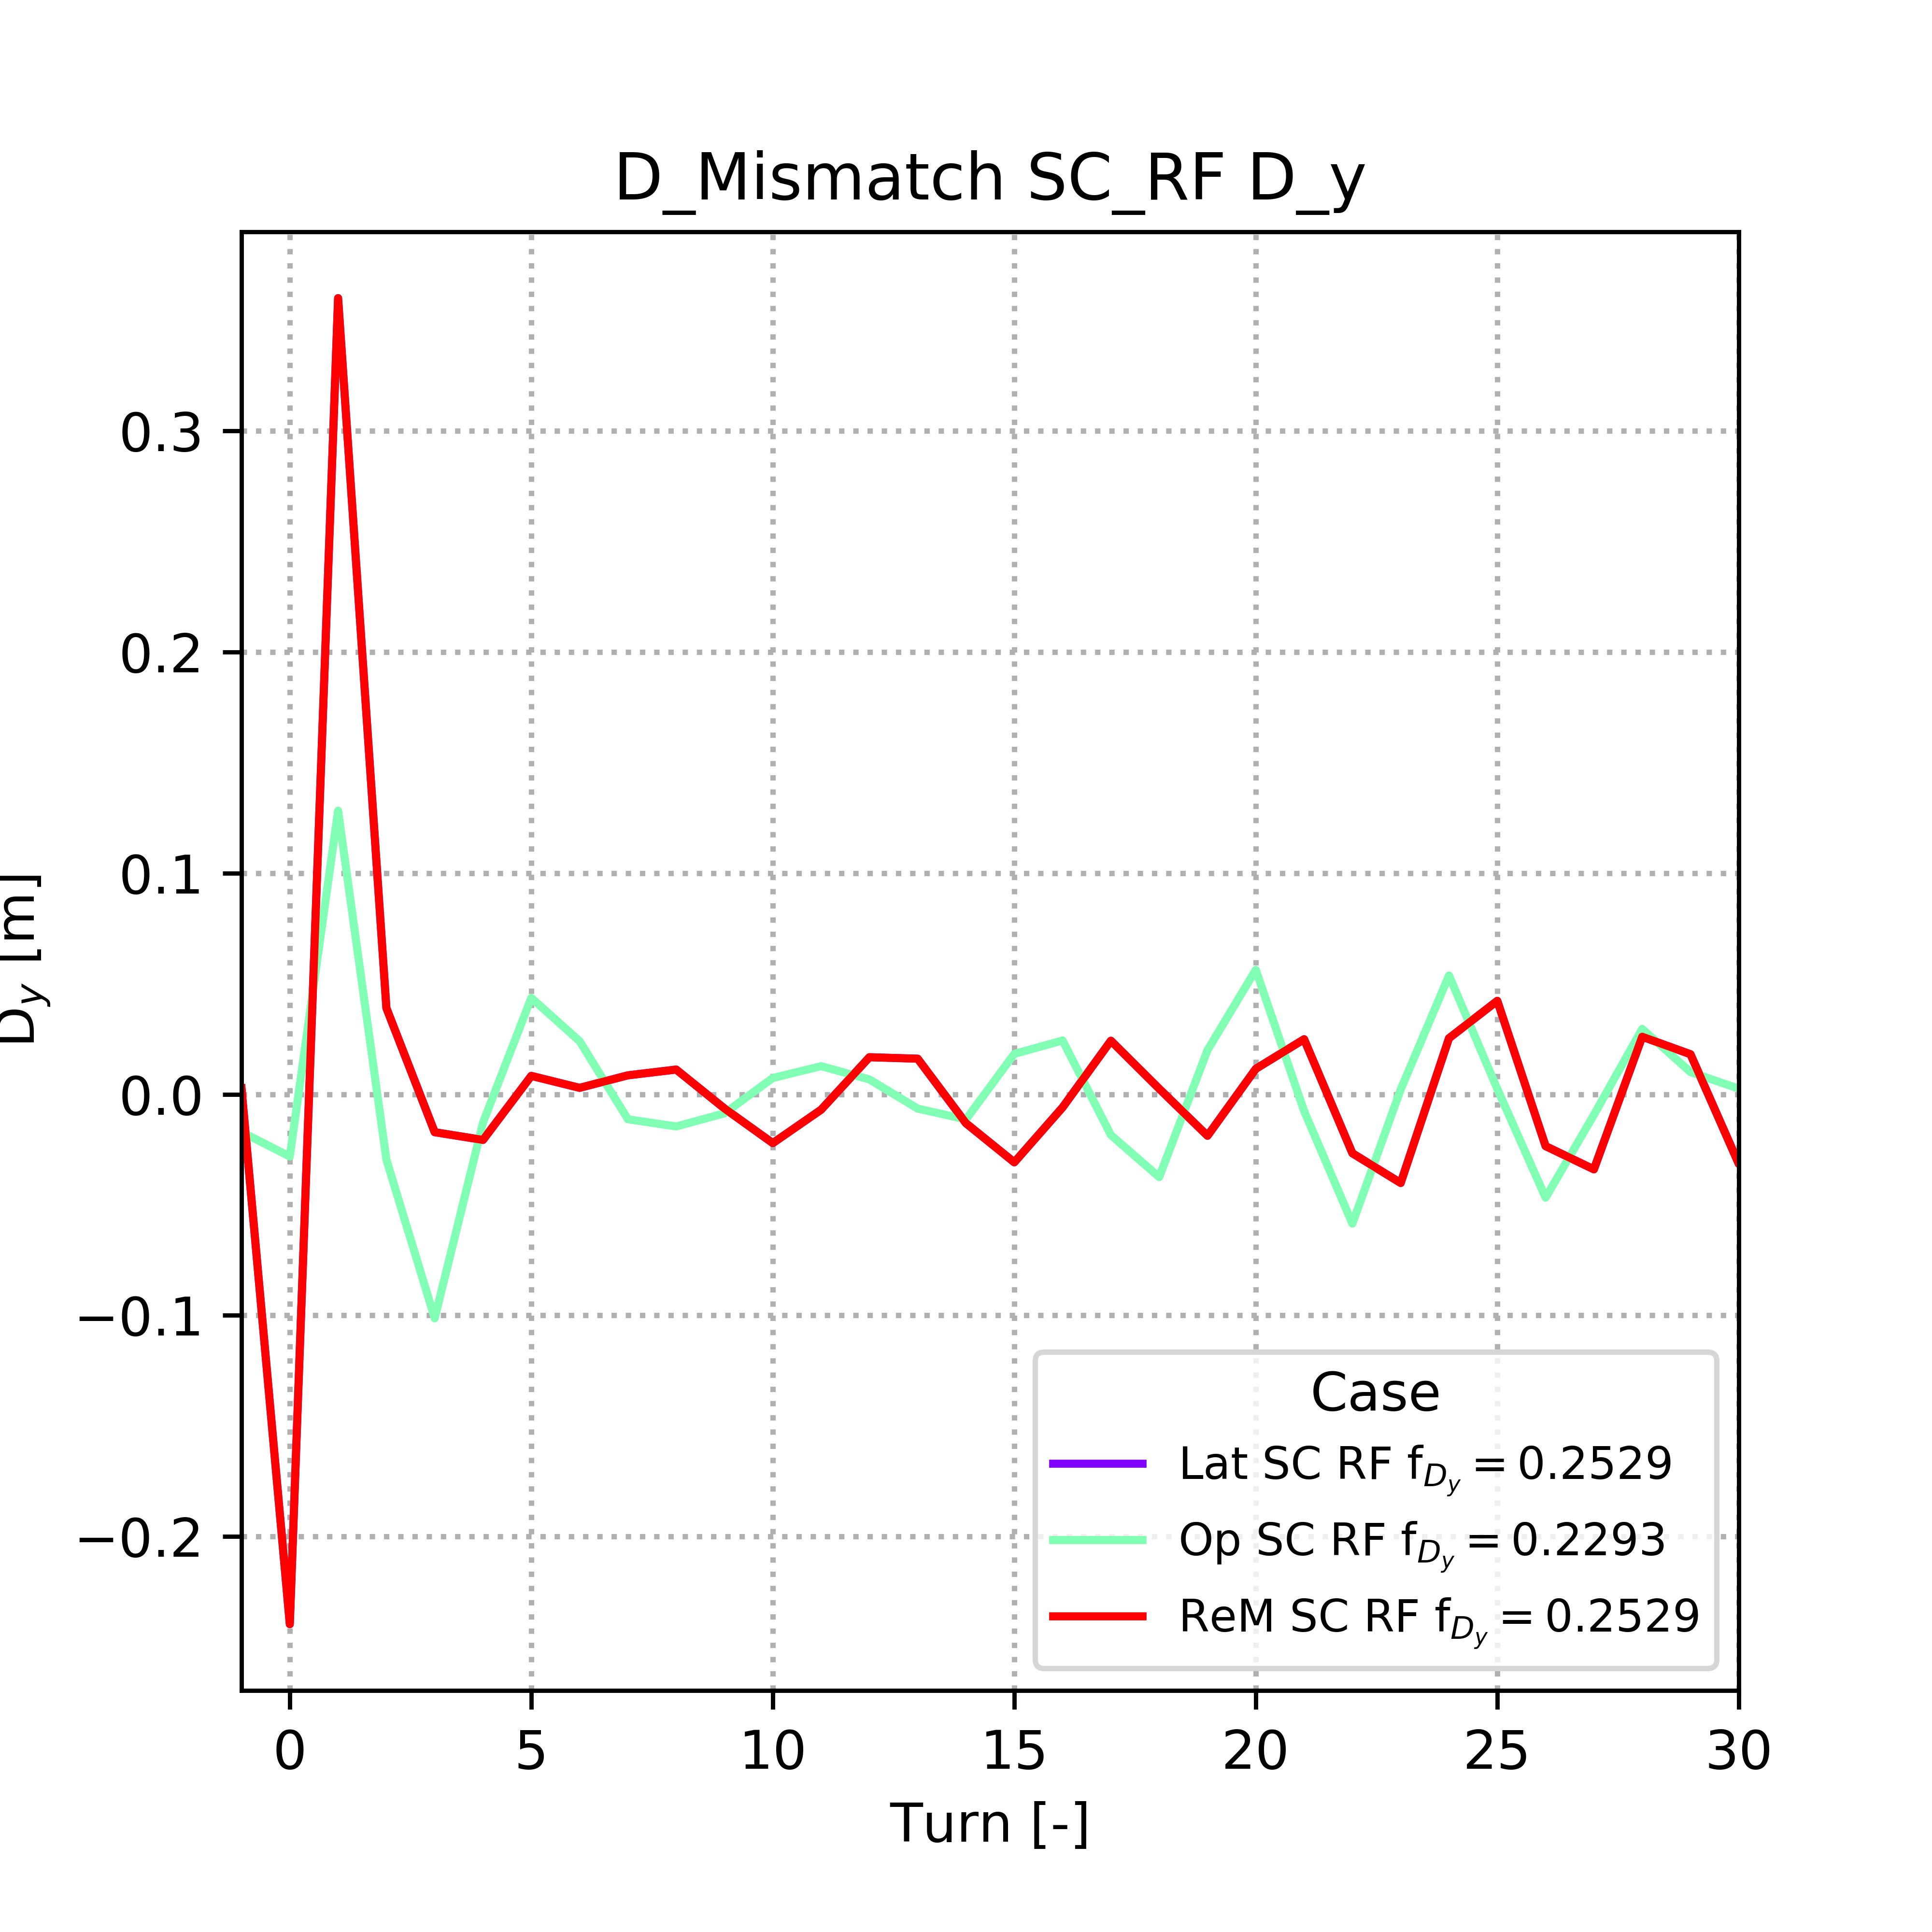 D_Mismatch SC_RF D_y
D_y [m]
0.3
0.2
0.1
0.0
−0.1
−0.2
Case
Lat SC RF f_{D_y} = 0.2529
Op SC RF f_{D_y} = 0.2293
ReM SC RF f_{D_y} = 0.2529
0 5 10 15 20 25 30
Turn [-]